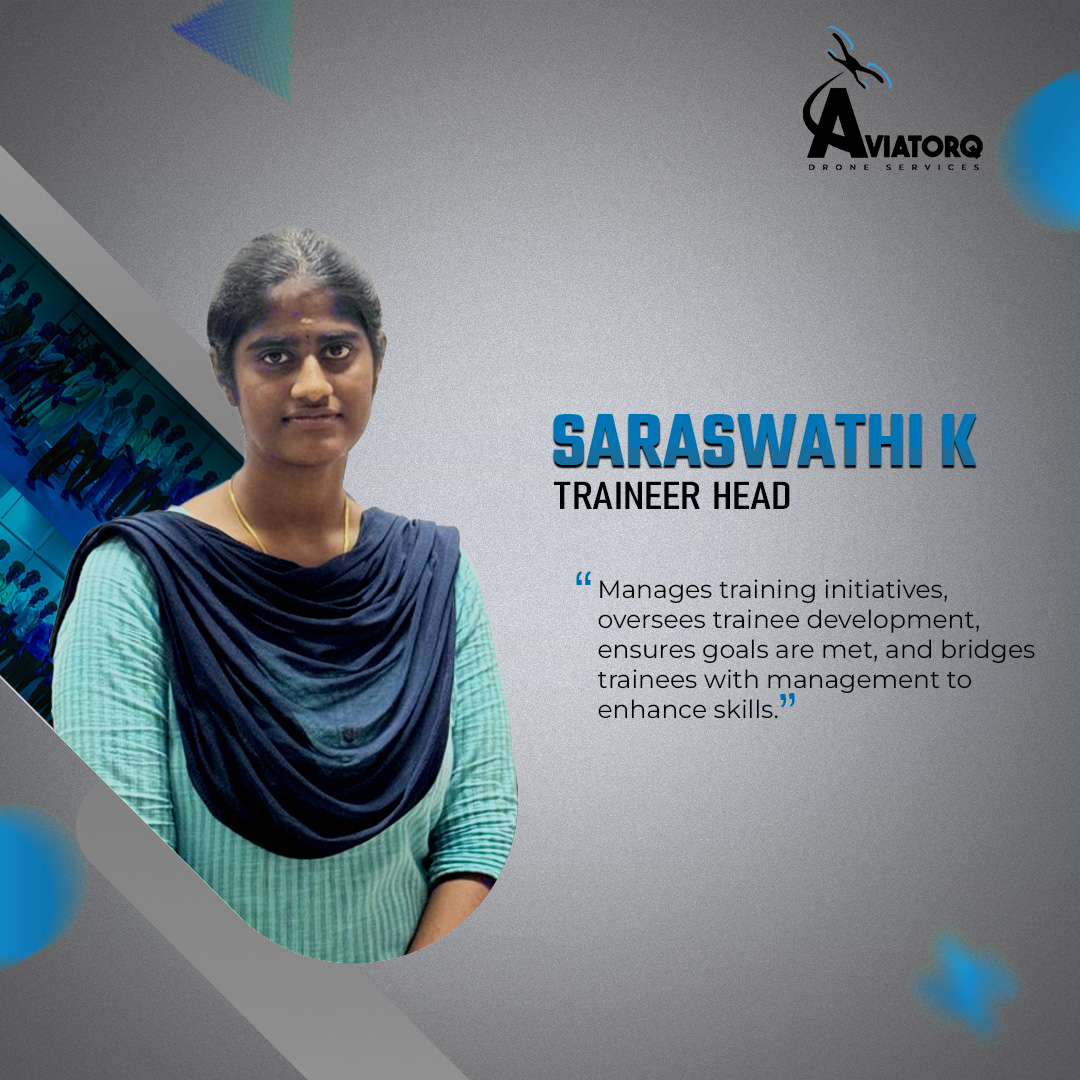 AVIATORQ
DRONE SERVICES
SARASWATHI K
TRAINEER HEAD
“Manages training initiatives,
oversees trainee development,
ensures goals are met, and bridges
trainees with management to
enhance skills.”